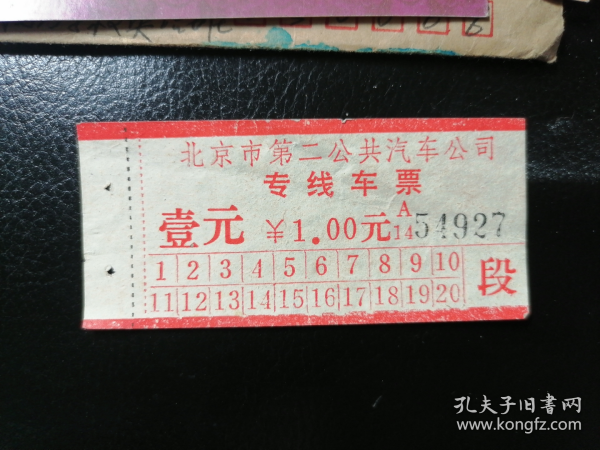 北京市第二公共汽车公司
专线车票
壹元 ¥1.00元 A 14 54927
1 2 3 4 5 6 7 8 9 10
11 12 13 14 15 16 17 18 19 20
段
孔夫子旧书网
www.kongfz.com